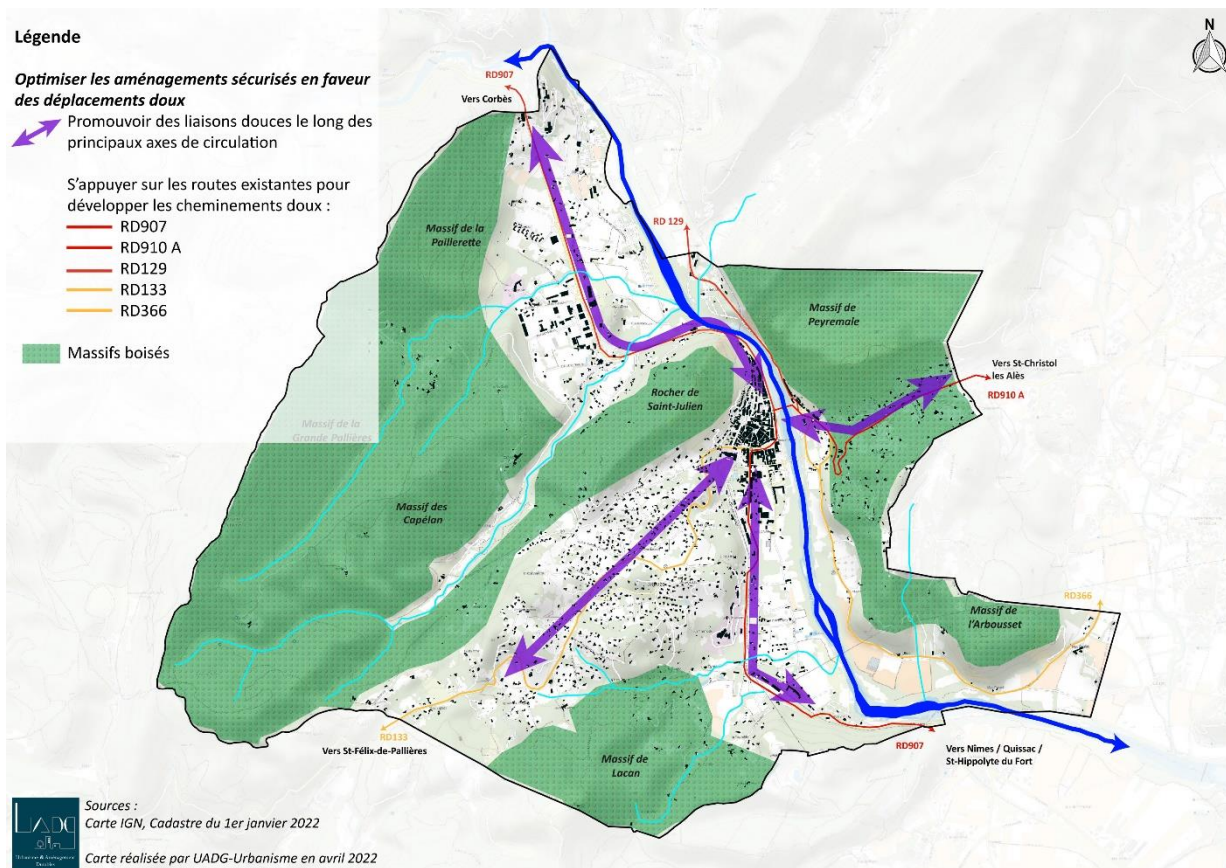 Légende
Optimiser les aménagements sécurisés en faveur
des déplacements doux
Promouvoir des liaisons douces le long des
principaux axes de circulation
S'appuyer sur les routes existantes pour
développer les cheminements doux :
RD907
RD910 A
RD129
RD133
RD366
Massifs boisés
N
RD907
Vers Corbès
Massif de la
Paillerette
RD 129
Massif de
Peyremale
Vers St-Christol
les Alès
RD910 A
Rocher de
Saint-Julien
Massif de la
Grande Pallières
Massif des
Capélan
RD366
Massif de
l'Arbousset
RD133
Vers St-Félix-de-Pallières
Massif de
Lacan
RD907
Vers Nîmes / Quissac /
St-Hippolyte du Fort
UADG
Sources :
Carte IGN, Cadastre du 1er janvier 2022
Carte réalisée par UADG-Urbanisme en avril 2022